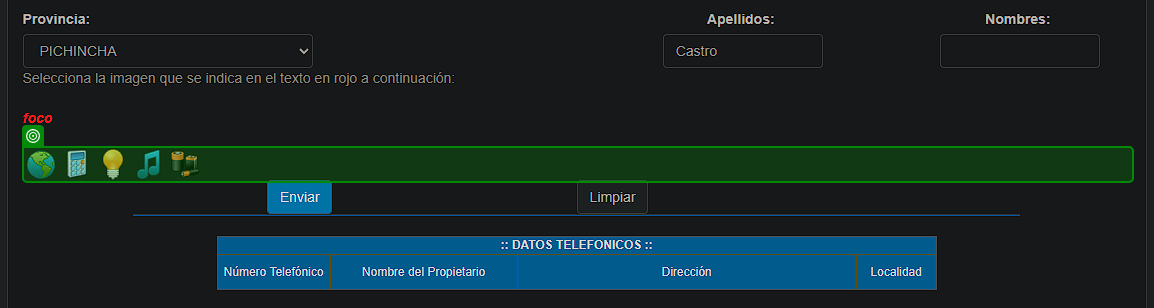 Provincia: Apellidos: Nombres:
PICHINCHA Castro
Selecciona la imagen que se indica en el texto en rojo a continuación:
foco
Enviar Limpiar
:: DATOS TELEFONICOS ::
Número Telefónico Nombre del Propietario Dirección Localidad